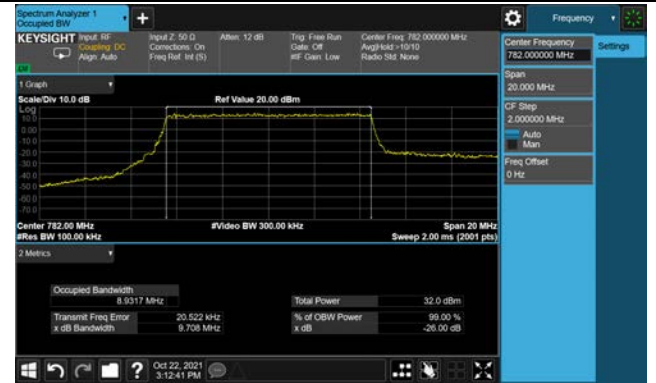 Spectrum Analyzer 1
Occupied BW
KEYSIGHT
Input: RF
Coupling: DC
Align: Auto
Input Z: 50 Ω
Corrections: On
Freq Ref: Int (S)
Atten: 12 dB
Trig: Free Run
Gate: Off
#IF Gain: Low
Center Freq: 782.000000 MHz
Avg|Hold:>10/10
Radio Std: None
1 Graph
Scale/Div 10.0 dB
Ref Value 20.00 dBm
Log
10.0
0.00
-10.0
-20.0
-30.0
-40.0
-50.0
-60.0
-70.0
Center 782.00 MHz
#Video BW 300.00 kHz
Span 20 MHz
#Res BW 100.00 kHz
Sweep 2.00 ms (2001 pts)
2 Metrics
Occupied Bandwidth
8.9317 MHz
Total Power
32.0 dBm
Transmit Freq Error
20.522 kHz
% of OBW Power
99.00 %
x dB Bandwidth
9.708 MHz
x dB
-26.00 dB
Oct 22, 2021
3:12:41 PM
Frequency
Center Frequency
782.000000 MHz
Settings
Span
20.000 MHz
CF Step
2.000000 MHz
Auto
Man
Freq Offset
0 Hz